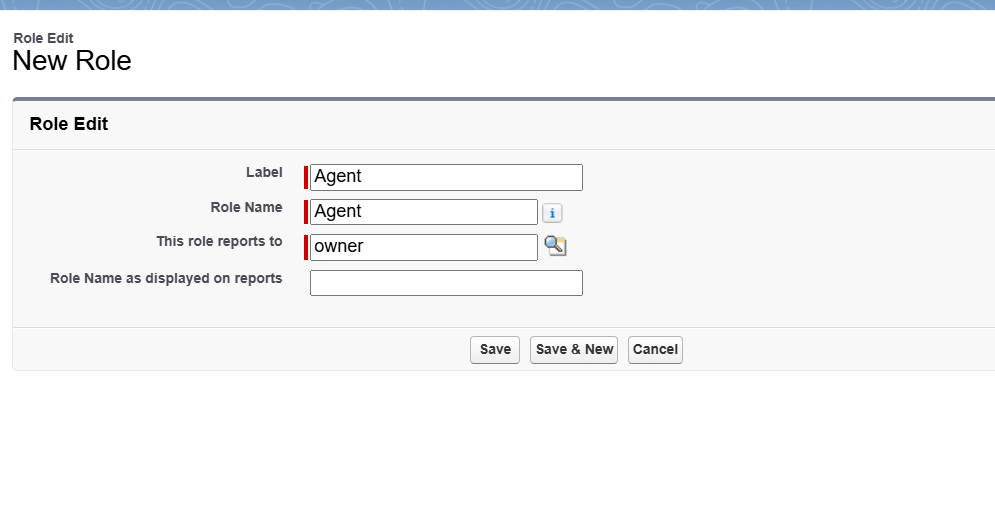 Role Edit
New Role
Role Edit
Label Agent
Role Name Agent i
This role reports to owner
Role Name as displayed on reports
Save Save & New Cancel